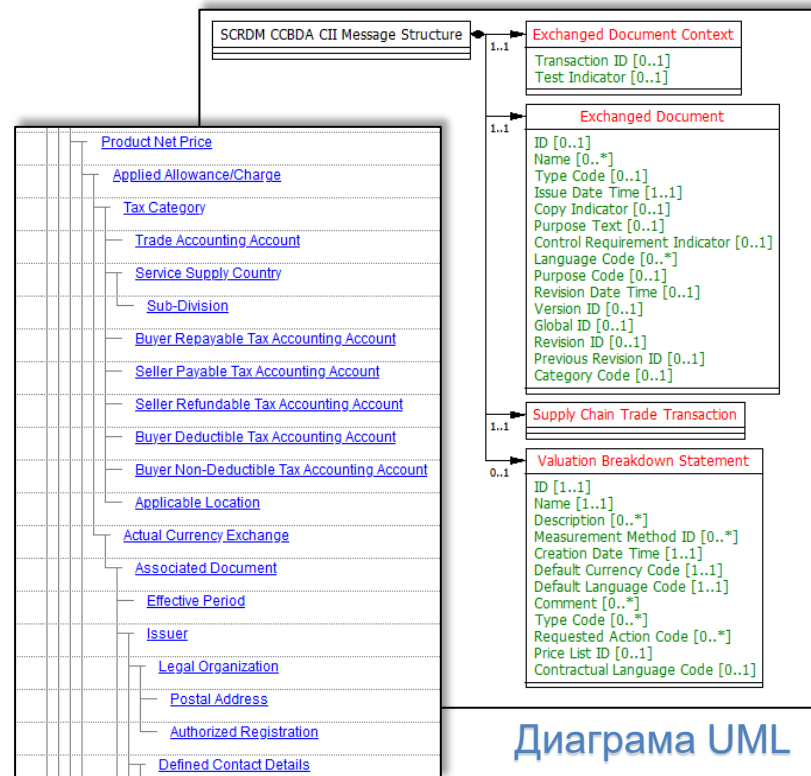 SCRDM CCBDA CII Message Structure
1..1
Exchanged Document Context
Transaction ID [0..1]
Test Indicator [0..1]
1..1
Exchanged Document
ID [0..1]
Name [0..*]
Type Code [0..1]
Issue Date Time [1..1]
Copy Indicator [0..1]
Purpose Text [0..1]
Control Requirement Indicator [0..1]
Language Code [0..*]
Purpose Code [0..1]
Revision Date Time [0..1]
Version ID [0..1]
Global ID [0..1]
Revision ID [0..1]
Previous Revision ID [0..1]
Category Code [0..1]
1..1
Supply Chain Trade Transaction
0..1
Valuation Breakdown Statement
ID [1..1]
Name [1..1]
Description [0..*]
Measurement Method ID [0..*]
Creation Date Time [1..1]
Default Currency Code [1..1]
Default Language Code [1..1]
Comment [0..*]
Type Code [0..*]
Requested Action Code [0..*]
Price List ID [0..1]
Contractual Language Code [0..1]
Product Net Price
Applied Allowance/Charge
Tax Category
Trade Accounting Account
Service Supply Country
Sub-Division
Buyer Repayable Tax Accounting Account
Seller Payable Tax Accounting Account
Seller Refundable Tax Accounting Account
Buyer Deductible Tax Accounting Account
Buyer Non-Deductible Tax Accounting Account
Applicable Location
Actual Currency Exchange
Associated Document
Effective Period
Issuer
Legal Organization
Postal Address
Authorized Registration
Defined Contact Details
Диаграма UML